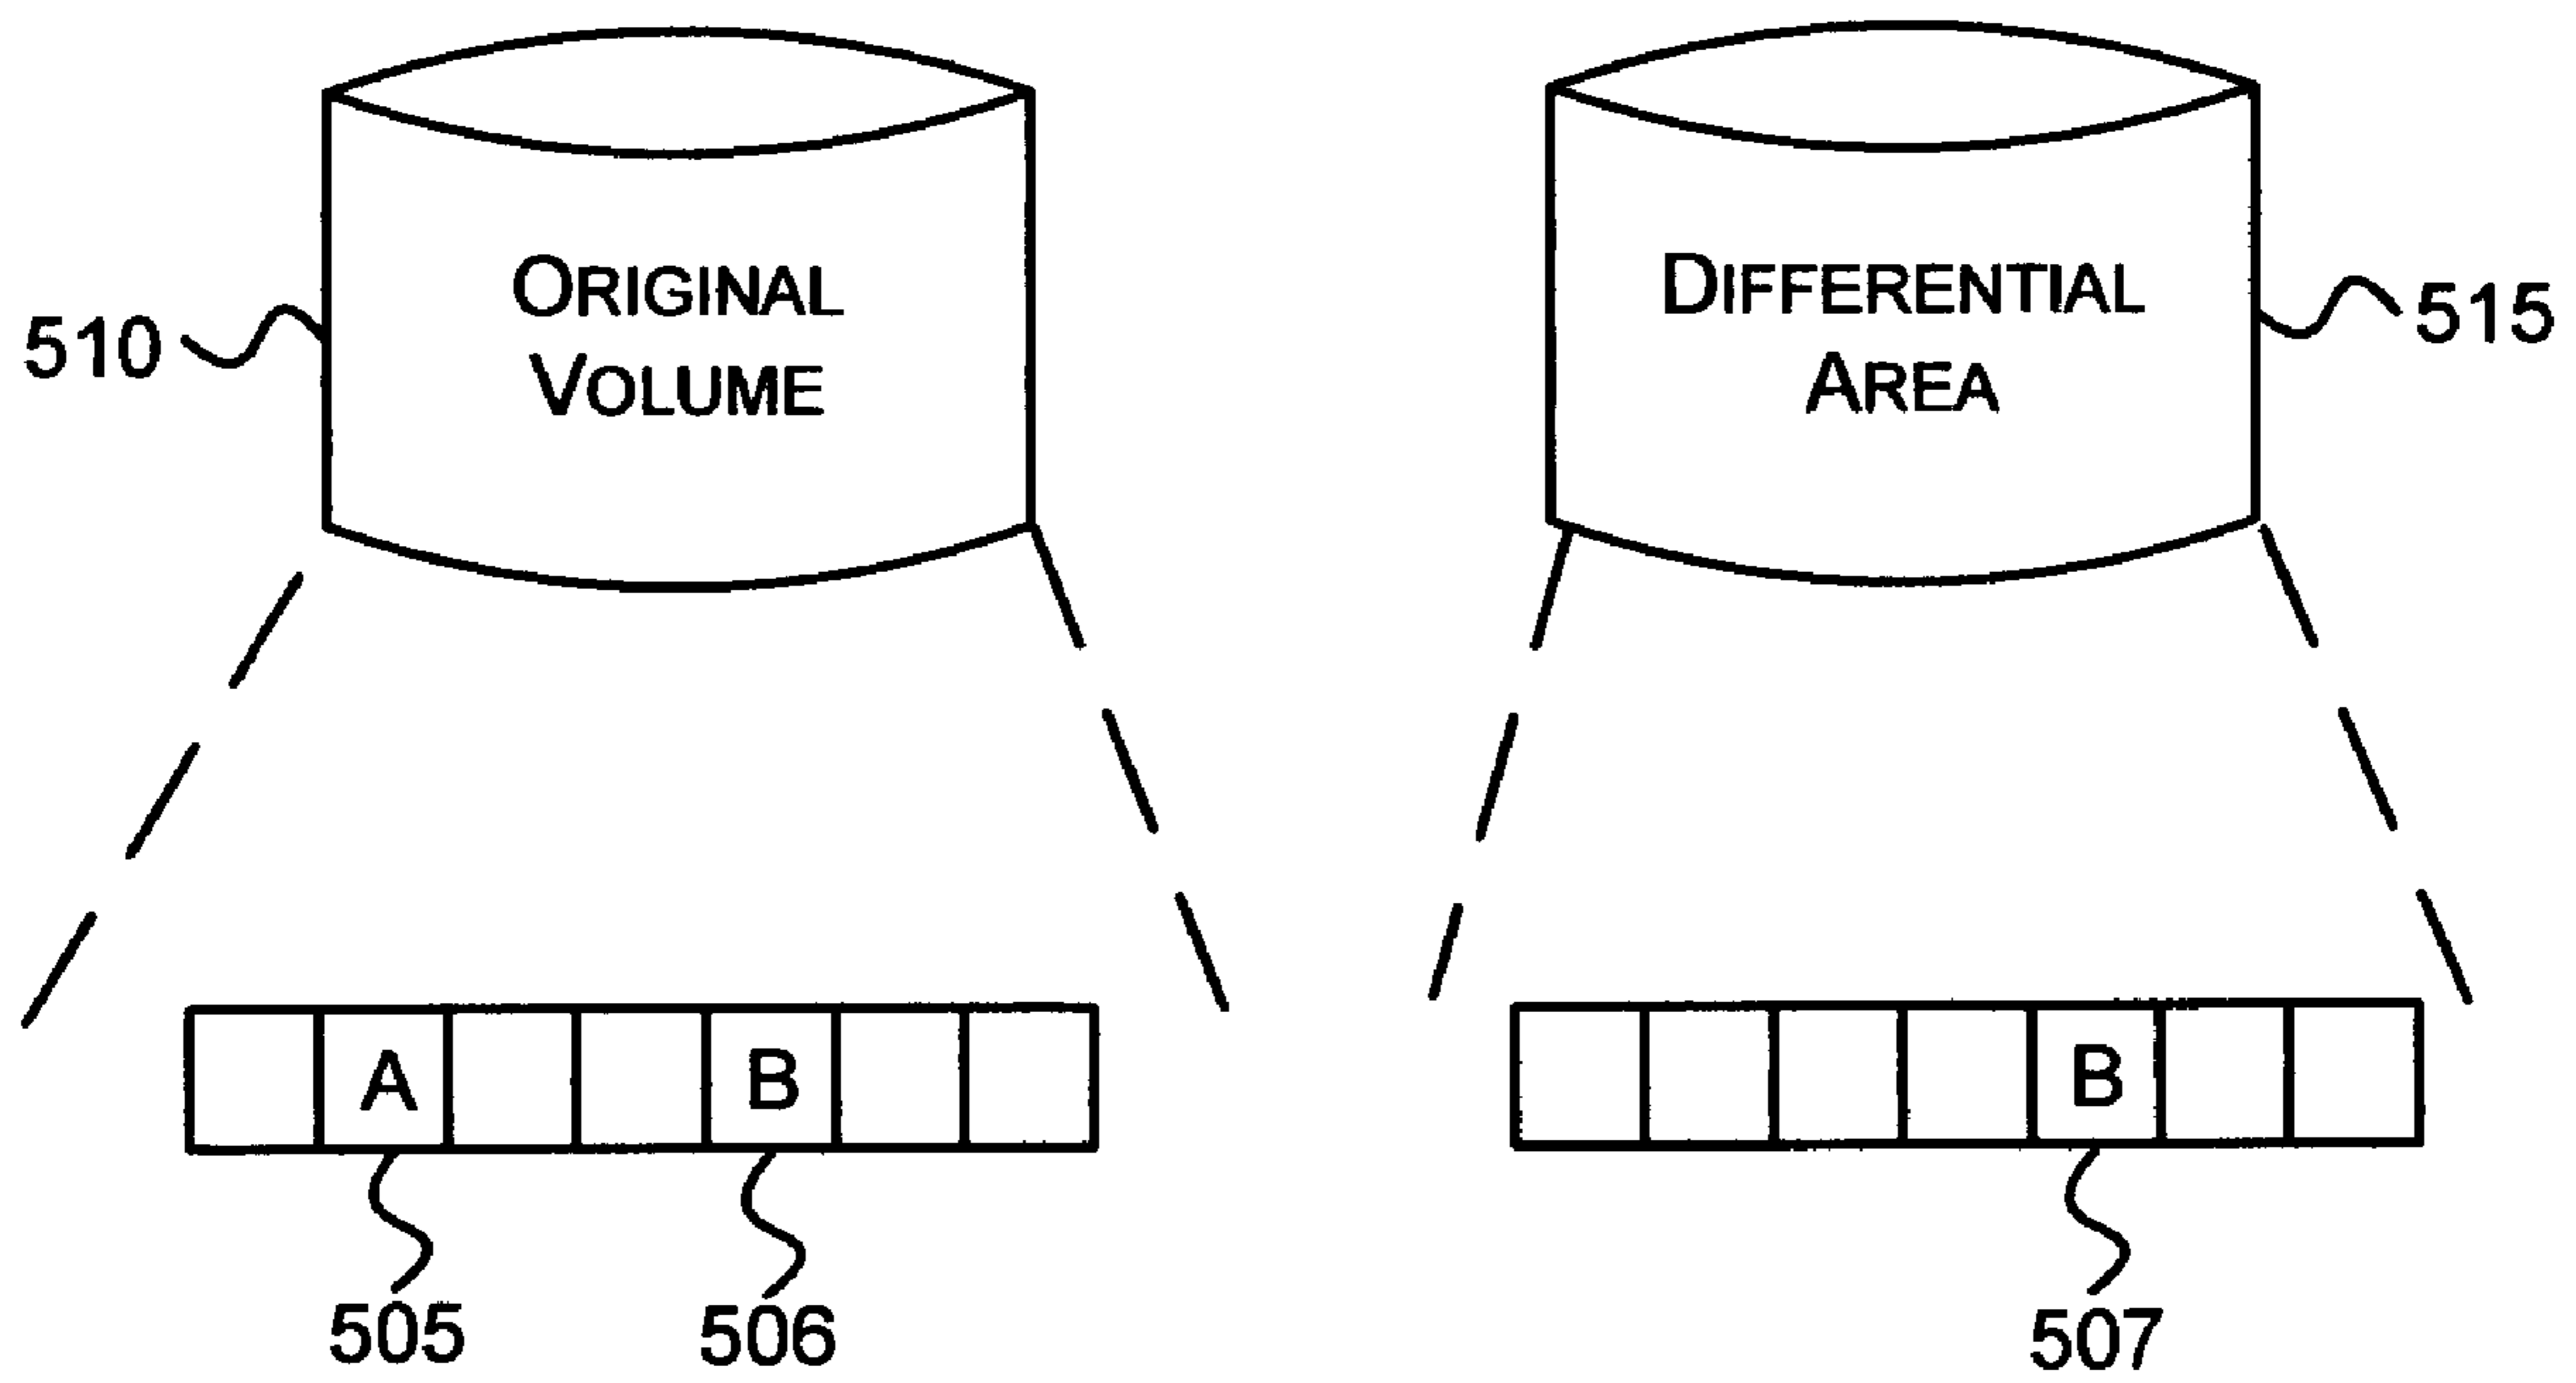 ORIGINAL
VOLUME
510
DIFFERENTIAL
AREA
515
A
B
505
506
B
507